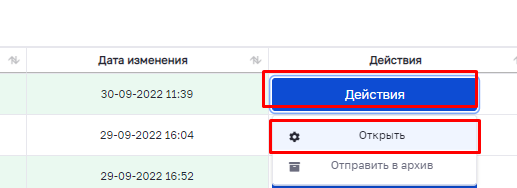 Дата изменения Действия
30-09-2022 11:39 Действия
29-09-2022 16:04 Открыть
Отправить в архив
29-09-2022 16:52